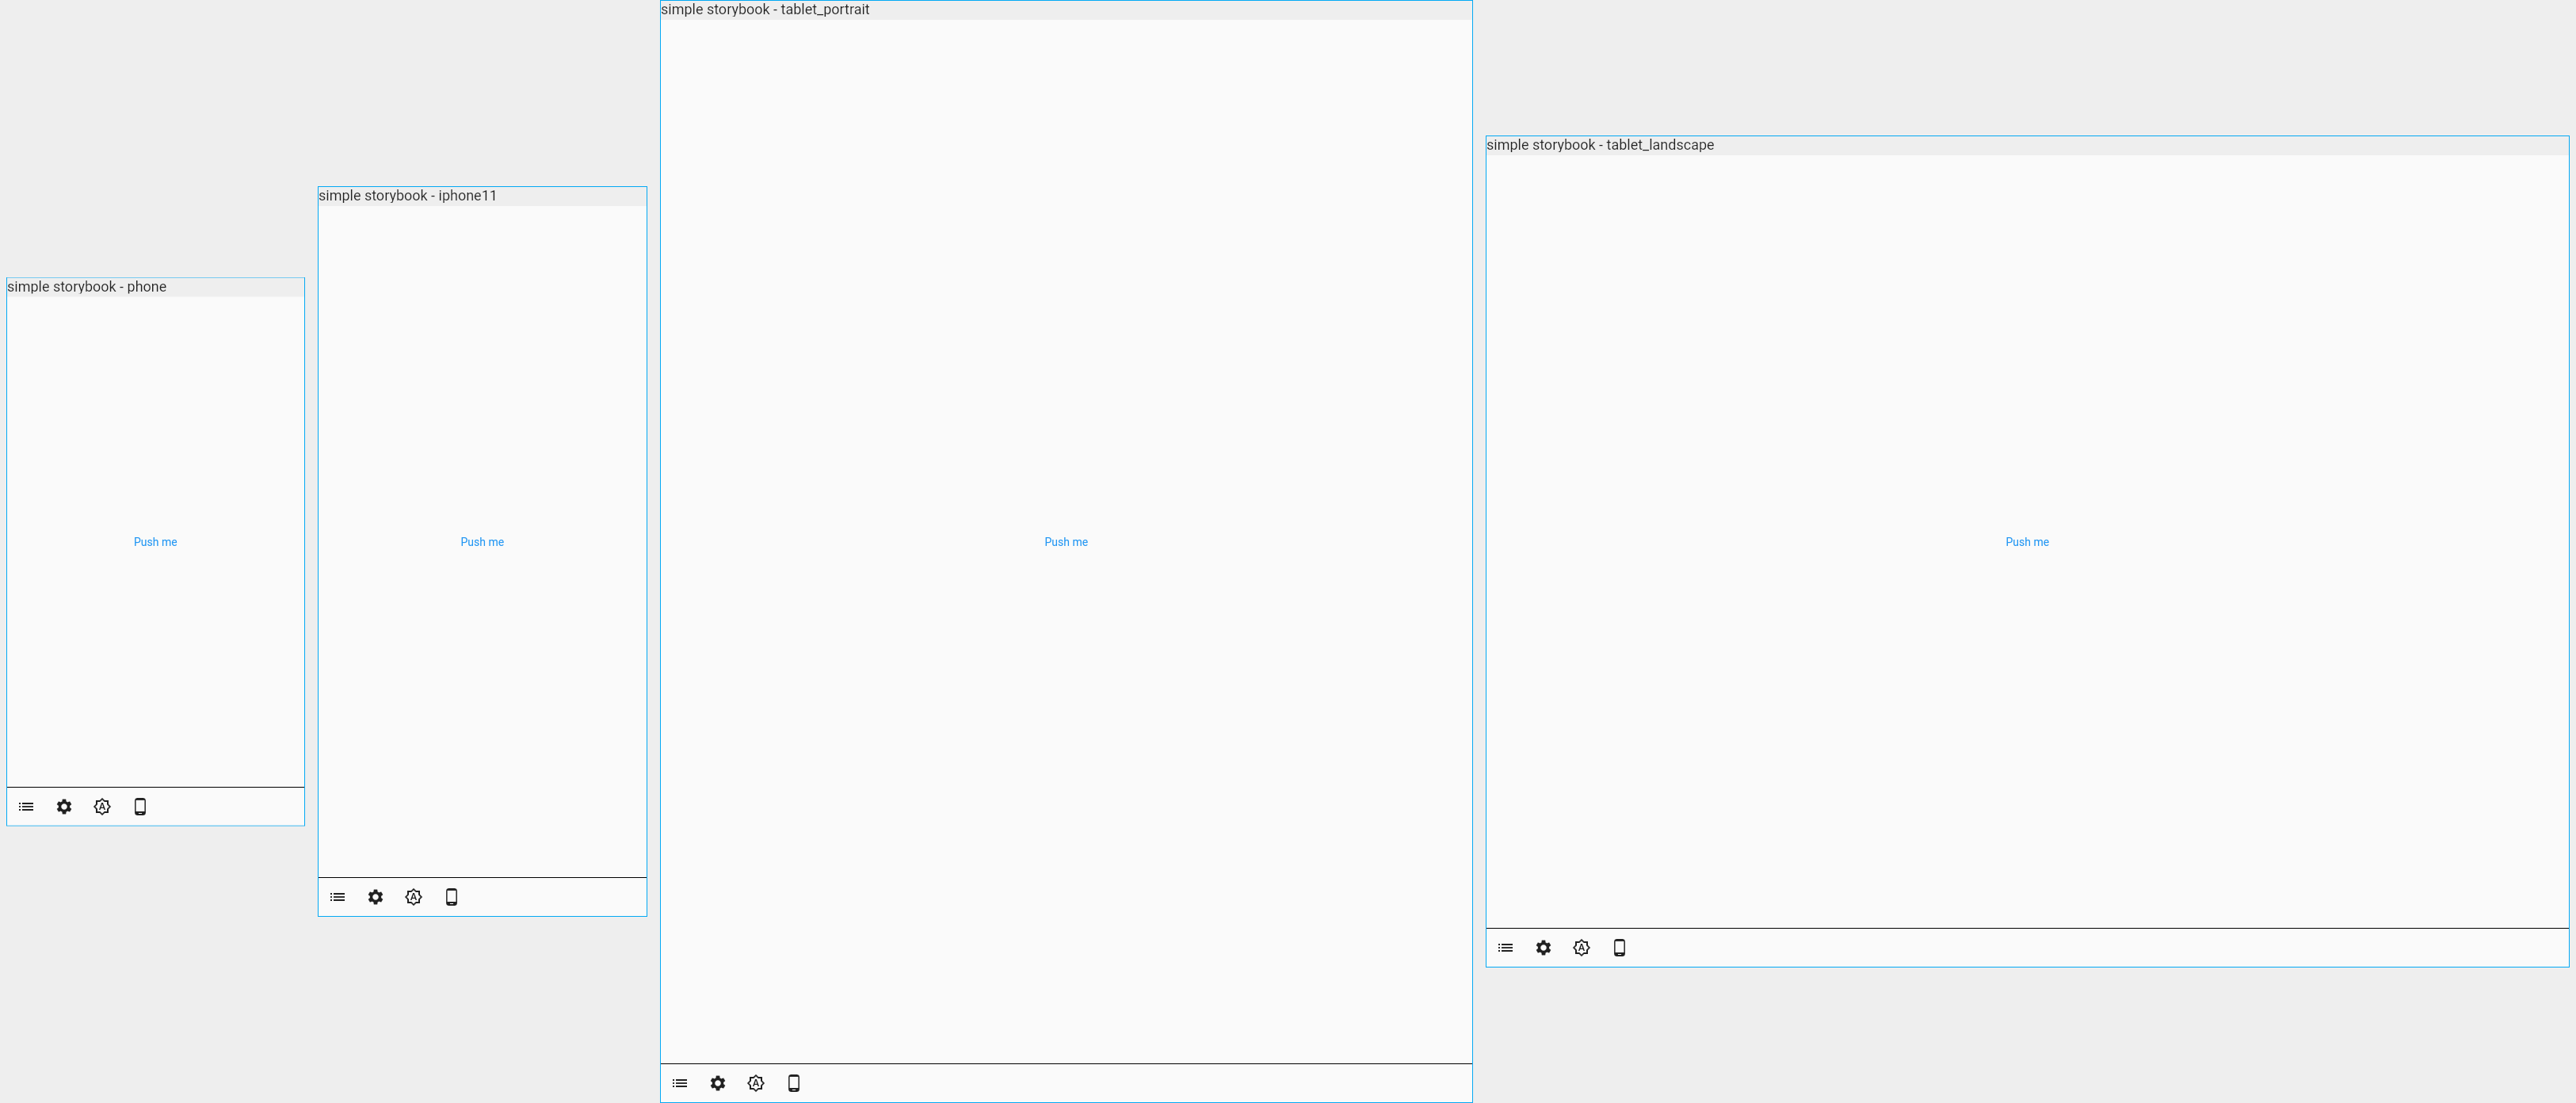 simple storybook - phone
Push me
simple storybook - iphone11
Push me
simple storybook - tablet_portrait
Push me
simple storybook - tablet_landscape
Push me